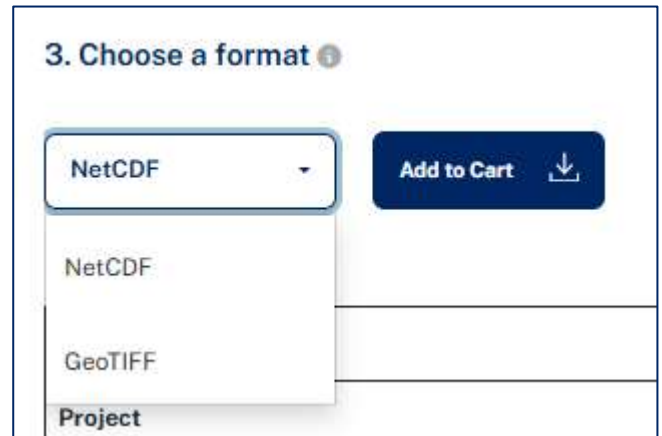 3. Choose a format
NetCDF
Add to Cart
NetCDF
GeoTIFF
Project